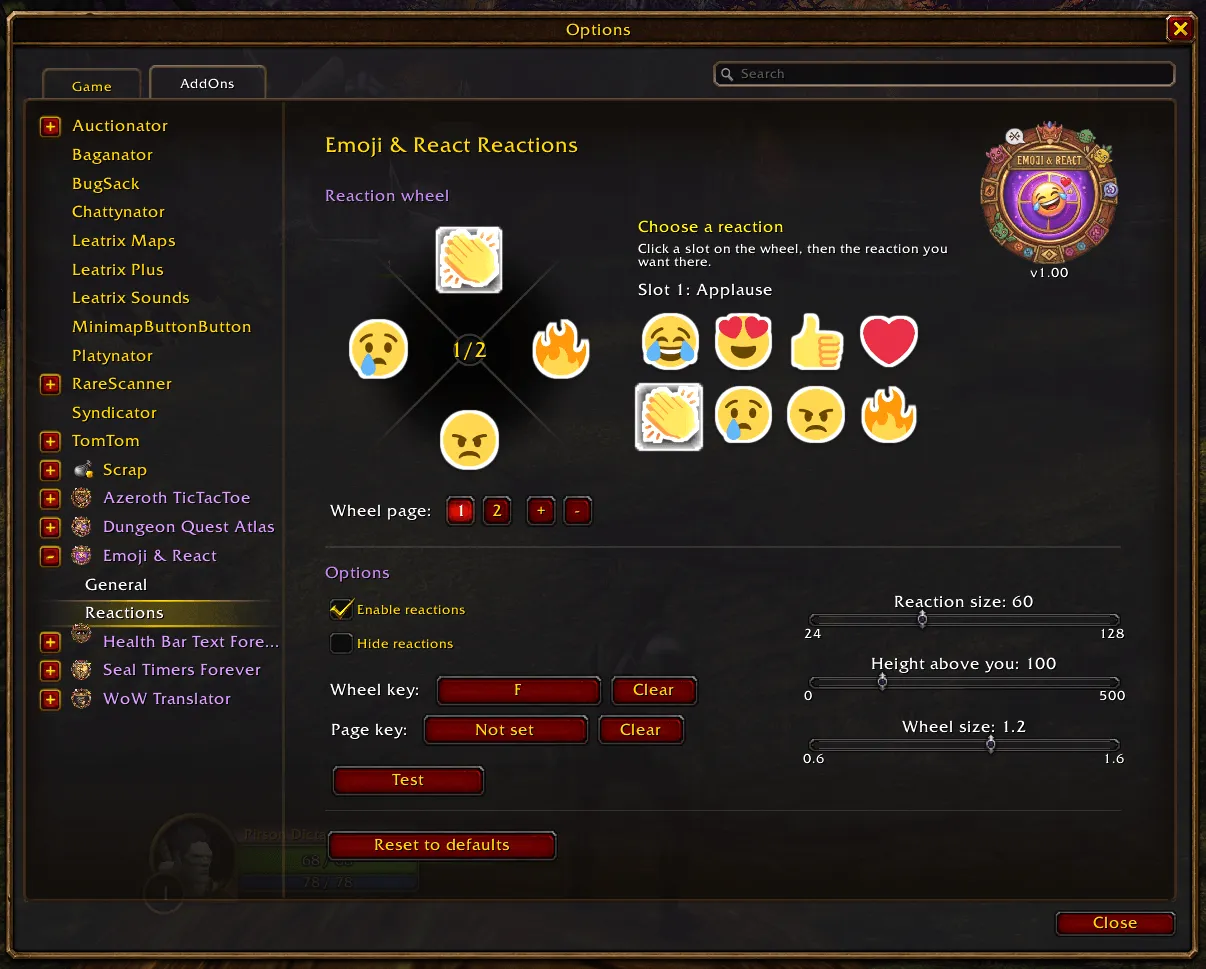 Options
Game
AddOns
Search
Auctionator
Baganator
BugSack
Chattynator
Leatrix Maps
Leatrix Plus
Leatrix Sounds
MinimapButtonButton
Platynator
RareScanner
Syndicator
TomTom
Scrap
Azeroth TicTacToe
Dungeon Quest Atlas
Emoji & React
General
Reactions
Health Bar Text Fore...
Seal Timers Forever
WoW Translator
Emoji & React Reactions
EMOJI & REACT
v1.00
Reaction wheel
1/2
Choose a reaction
Click a slot on the wheel, then the reaction you
want there.
Slot 1: Applause
Wheel page: 1 2 + -
Options
Enable reactions
Hide reactions
Wheel key: F Clear
Page key: Not set Clear
Test
Reaction size: 60
24 128
Height above you: 100
0 500
Wheel size: 1.2
0.6 1.6
Reset to defaults
78 / 78
1
Close